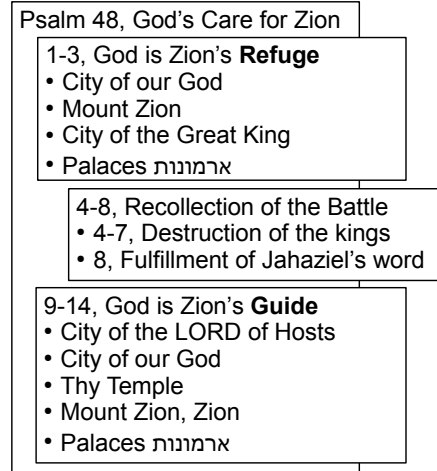 Psalm 48, God’s Care for Zion
1-3, God is Zion’s Refuge
• City of our God
• Mount Zion
• City of the Great King
• Palaces ארמונות
4-8, Recollection of the Battle
• 4-7, Destruction of the kings
• 8, Fulfillment of Jahaziel’s word
9-14, God is Zion’s Guide
• City of the LORD of Hosts
• City of our God
• Thy Temple
• Mount Zion, Zion
• Palaces ארמונות